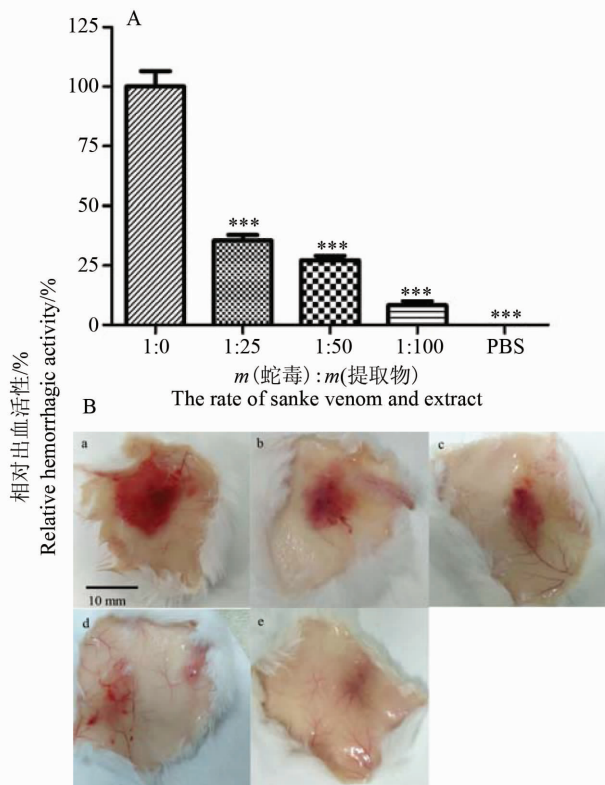 A
125
100
75
50
25
0
***
***
***
***
1:0
1:25
1:50
1:100
PBS
m(蛇毒):m(提取物)
The rate of sanke venom and extract
相对出血活性/%
Relative hemorrhagic activity/%
B
a
b
c
10 mm
d
e